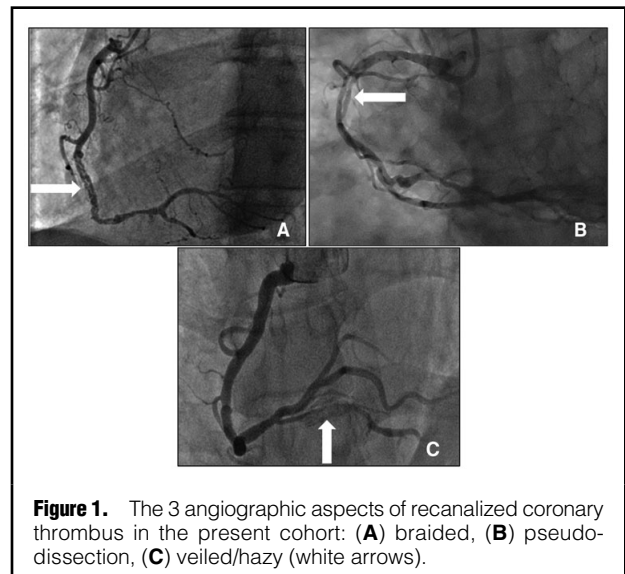 A
B
C
Figure 1. The 3 angiographic aspects of recanalized coronary
thrombus in the present cohort: (A) braided, (B) pseudo-
dissection, (C) veiled/hazy (white arrows).